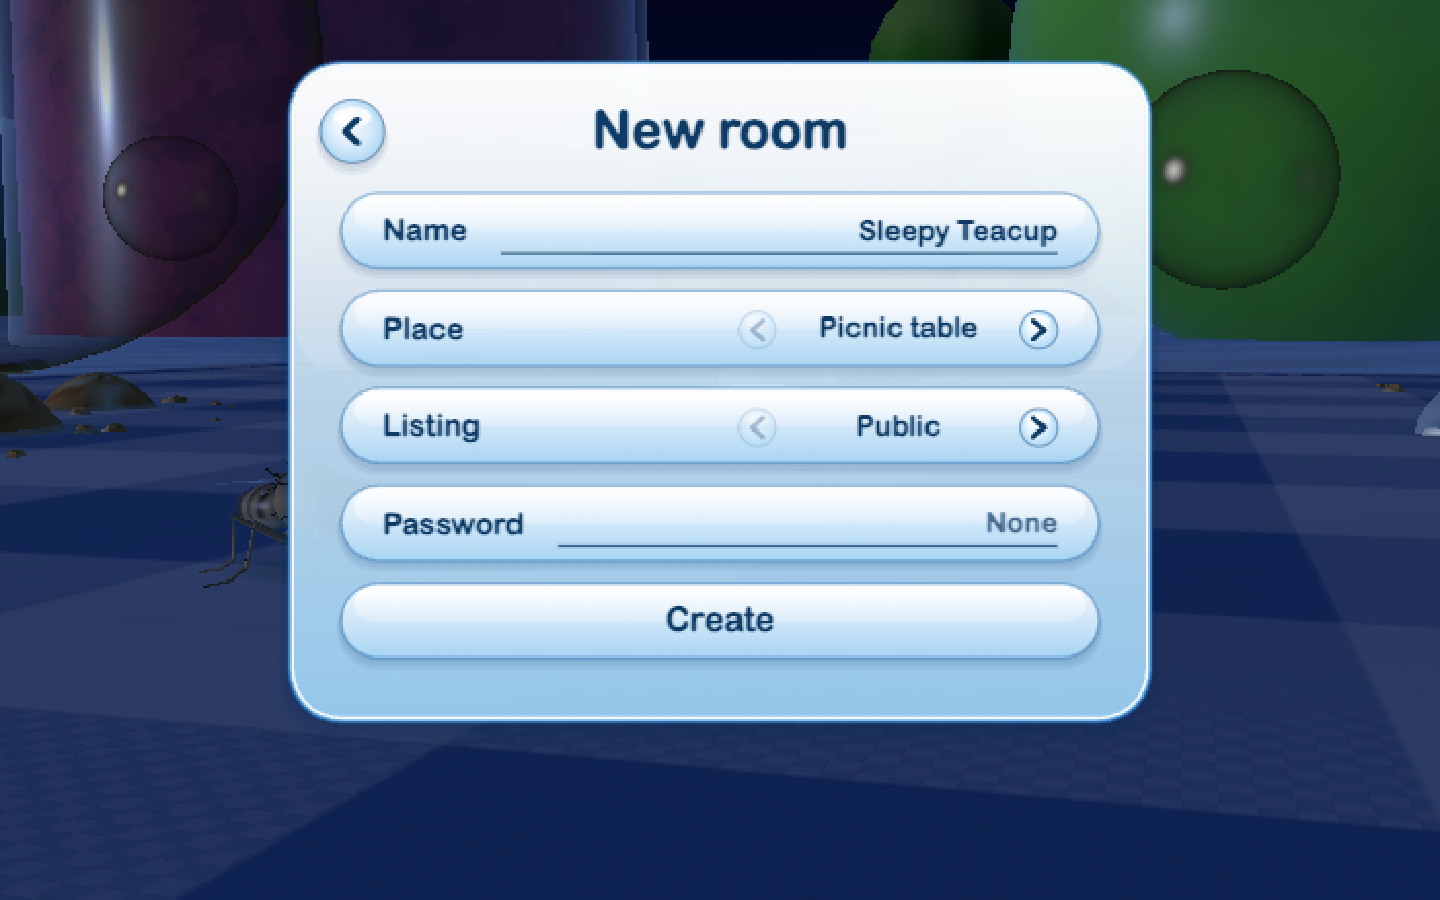 New room
Name Sleepy Teacup
Place Picnic table
Listing Public
Password None
Create